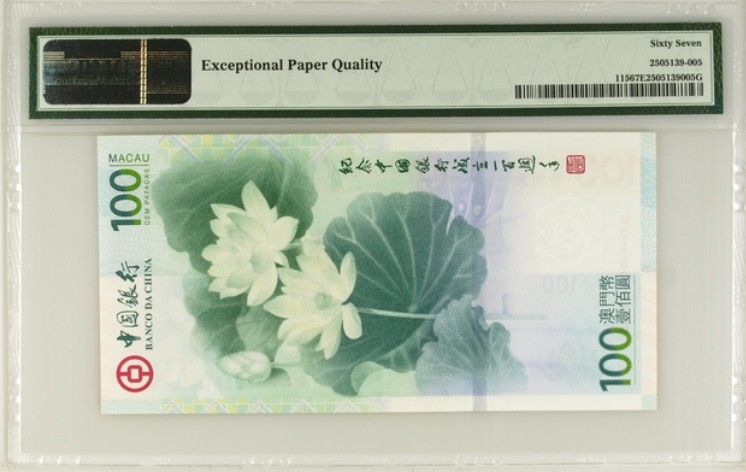 Exceptional Paper Quality
Sixty Seven
2505139-005
11567E2505139005G
紀念中國銀行成立一百週年
MACAU
100
CEM PATACAS
中国銀行
BANCO DA CHINA
100
澳門幣
壹佰圓